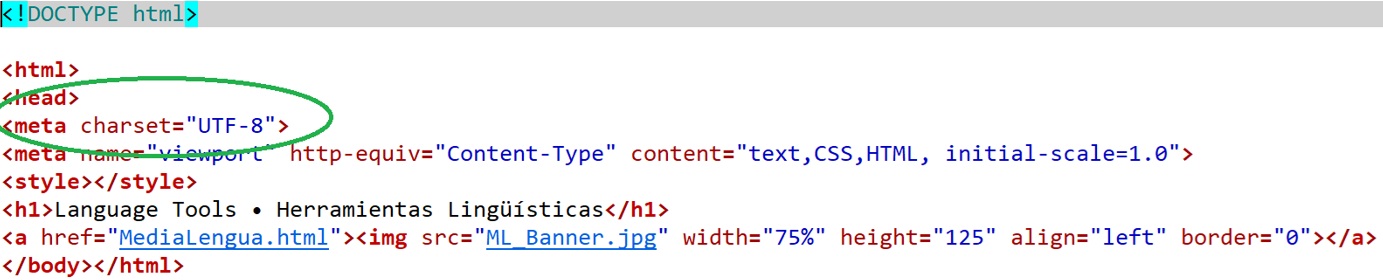 <!DOCTYPE html>
<html>
<head>
<meta charset="UTF-8">
<meta name="viewport" http-equiv="Content-Type" content="text,CSS,HTML, initial-scale=1.0">
<style></style>
<h1>Language Tools • Herramientas Lingüísticas</h1>
<a href="MediaLengua.html"><img src="ML_Banner.jpg" width="75%" height="125" align="left" border="0"></a>
</body></html>